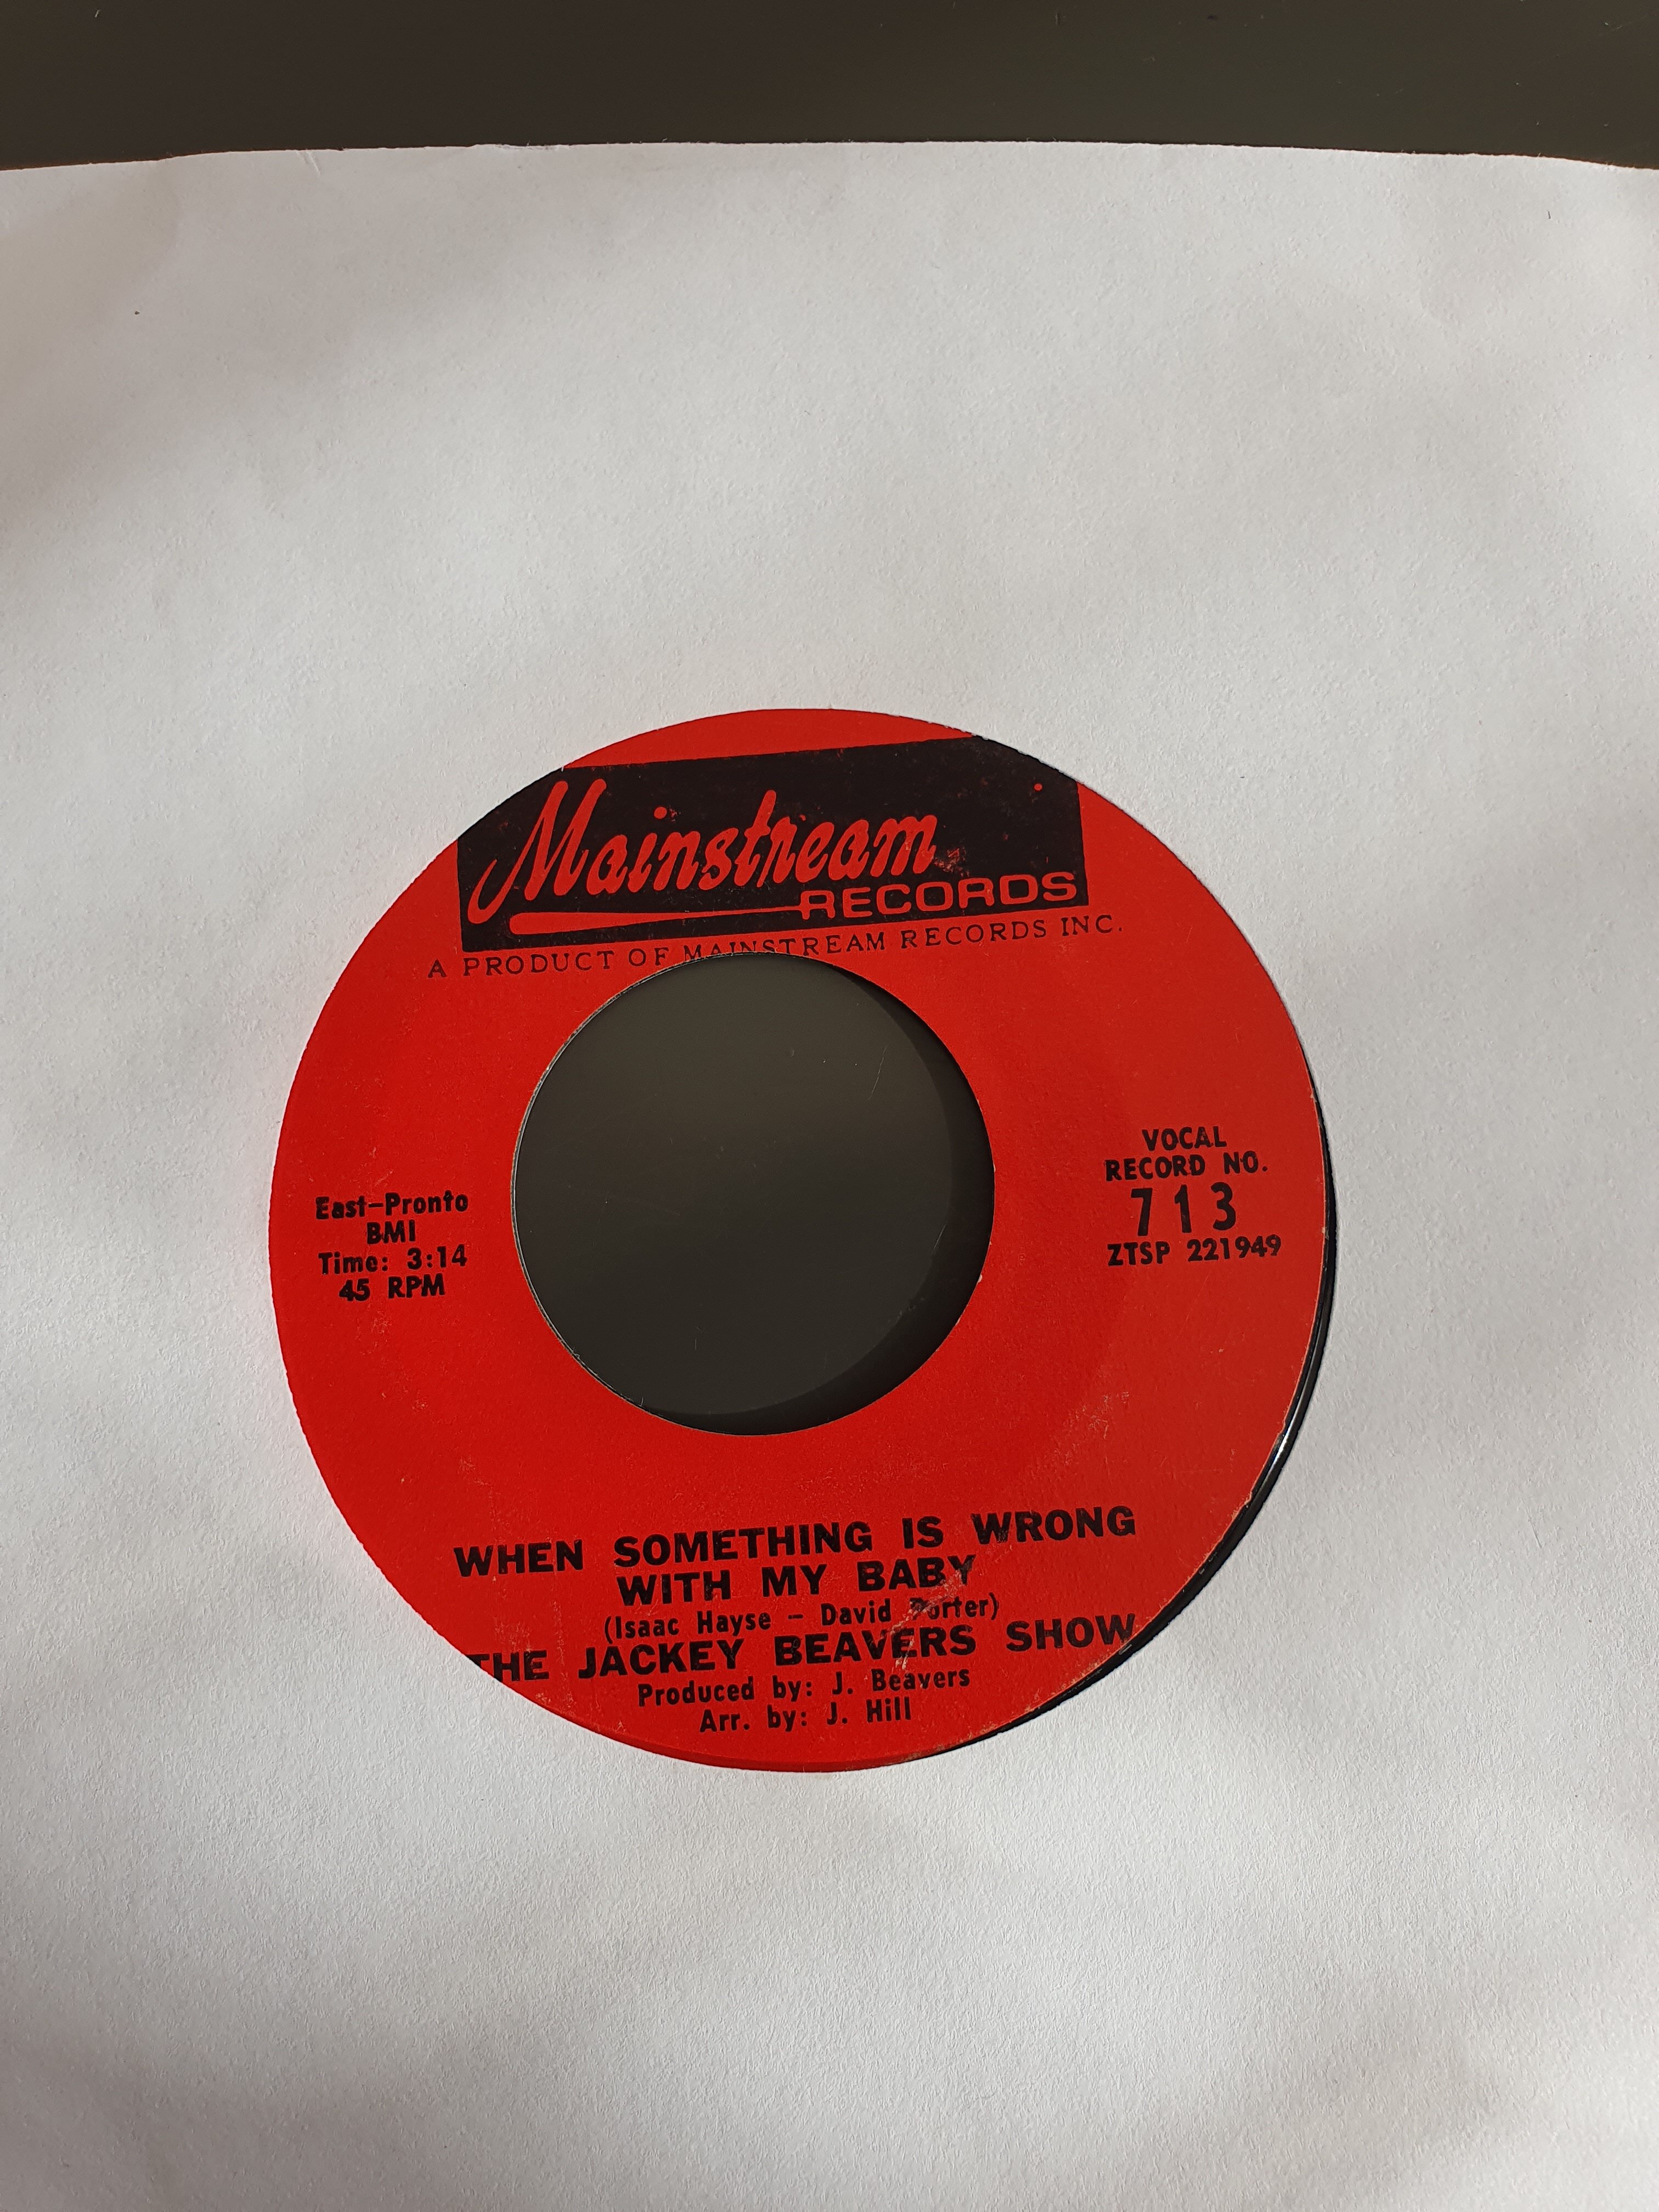 Mainstream
RECORDS
A PRODUCT OF MAINSTREAM RECORDS INC.
VOCAL
RECORD NO.
713
ZTSP 221949
East-Pronto
BMI
Time: 3:14
45 RPM
WHEN SOMETHING IS WRONG
WITH MY BABY
(Isaac Hayse - David Porter)
THE JACKEY BEAVERS SHOW
Produced by: J. Beavers
Arr. by: J. Hill